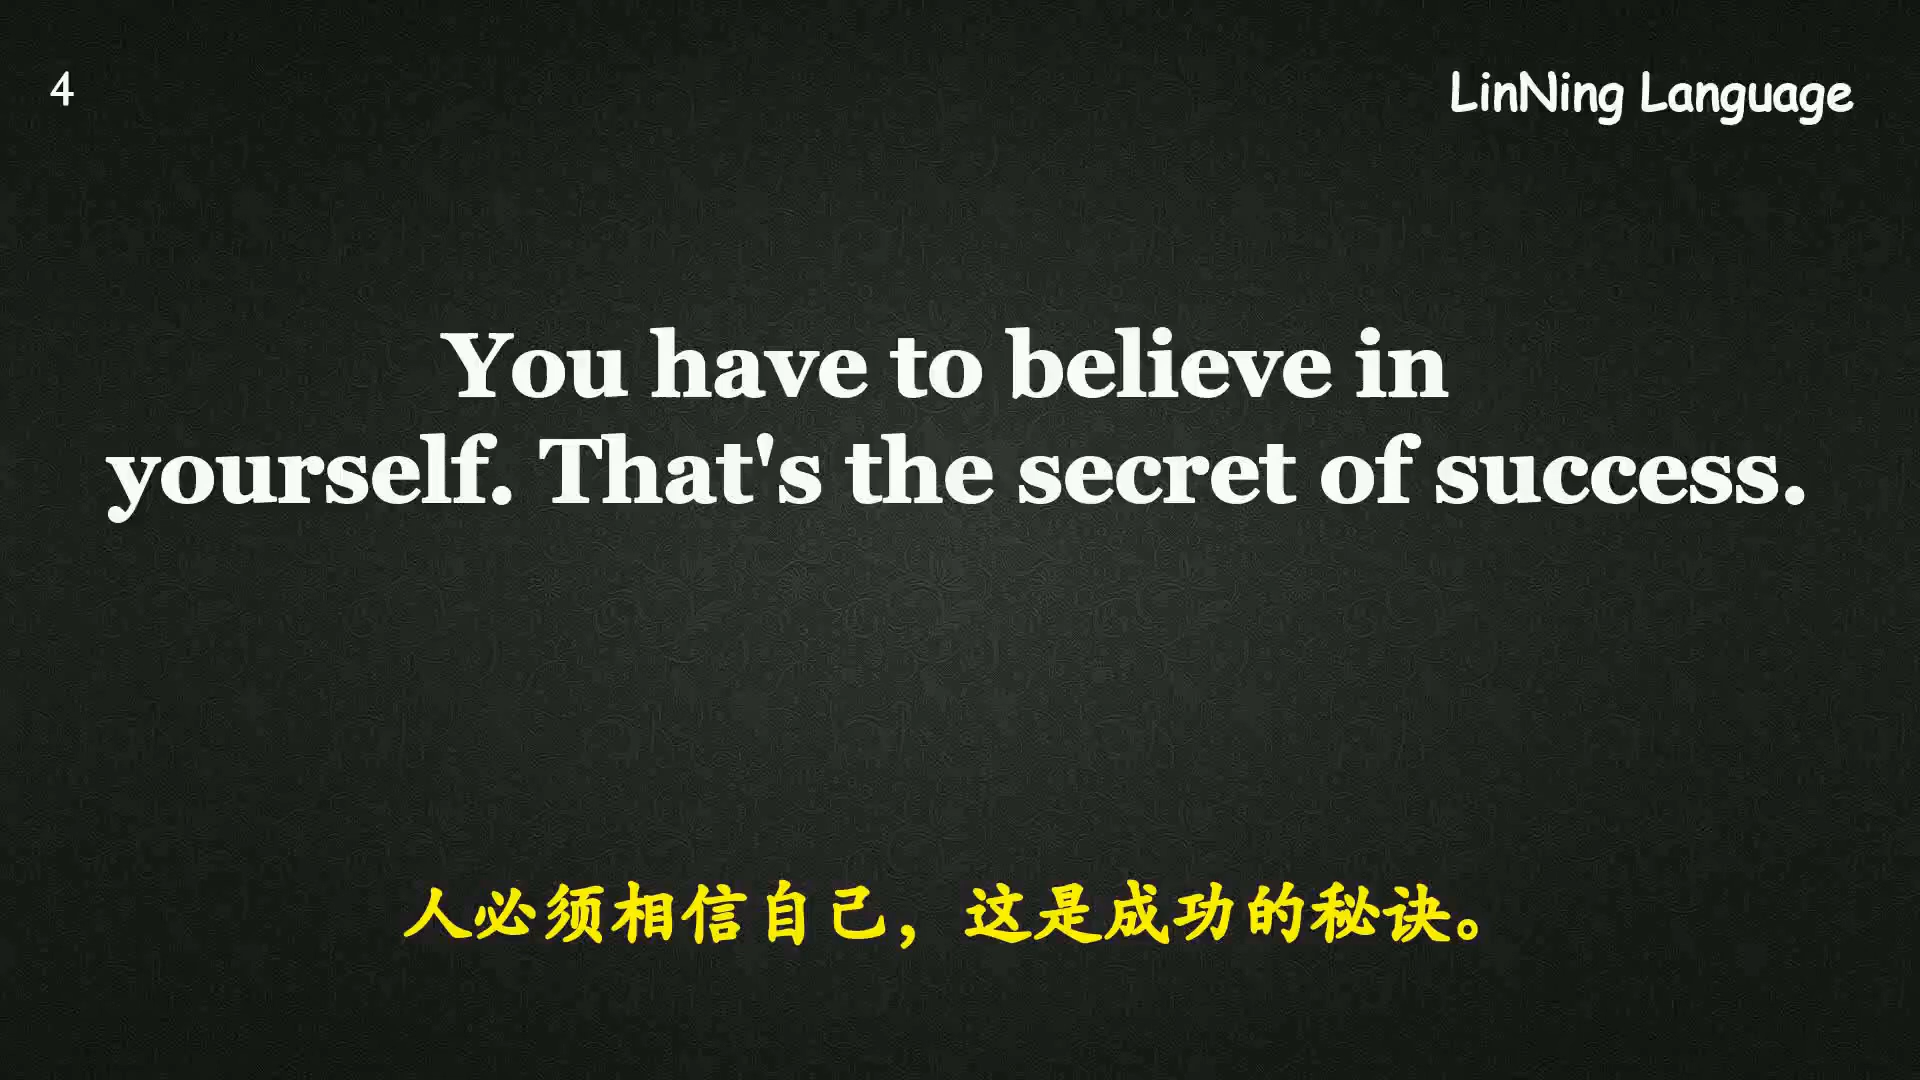 4
LinNing Language
You have to believe in
yourself. That's the secret of success.
人必须相信自己，这是成功的秘诀。